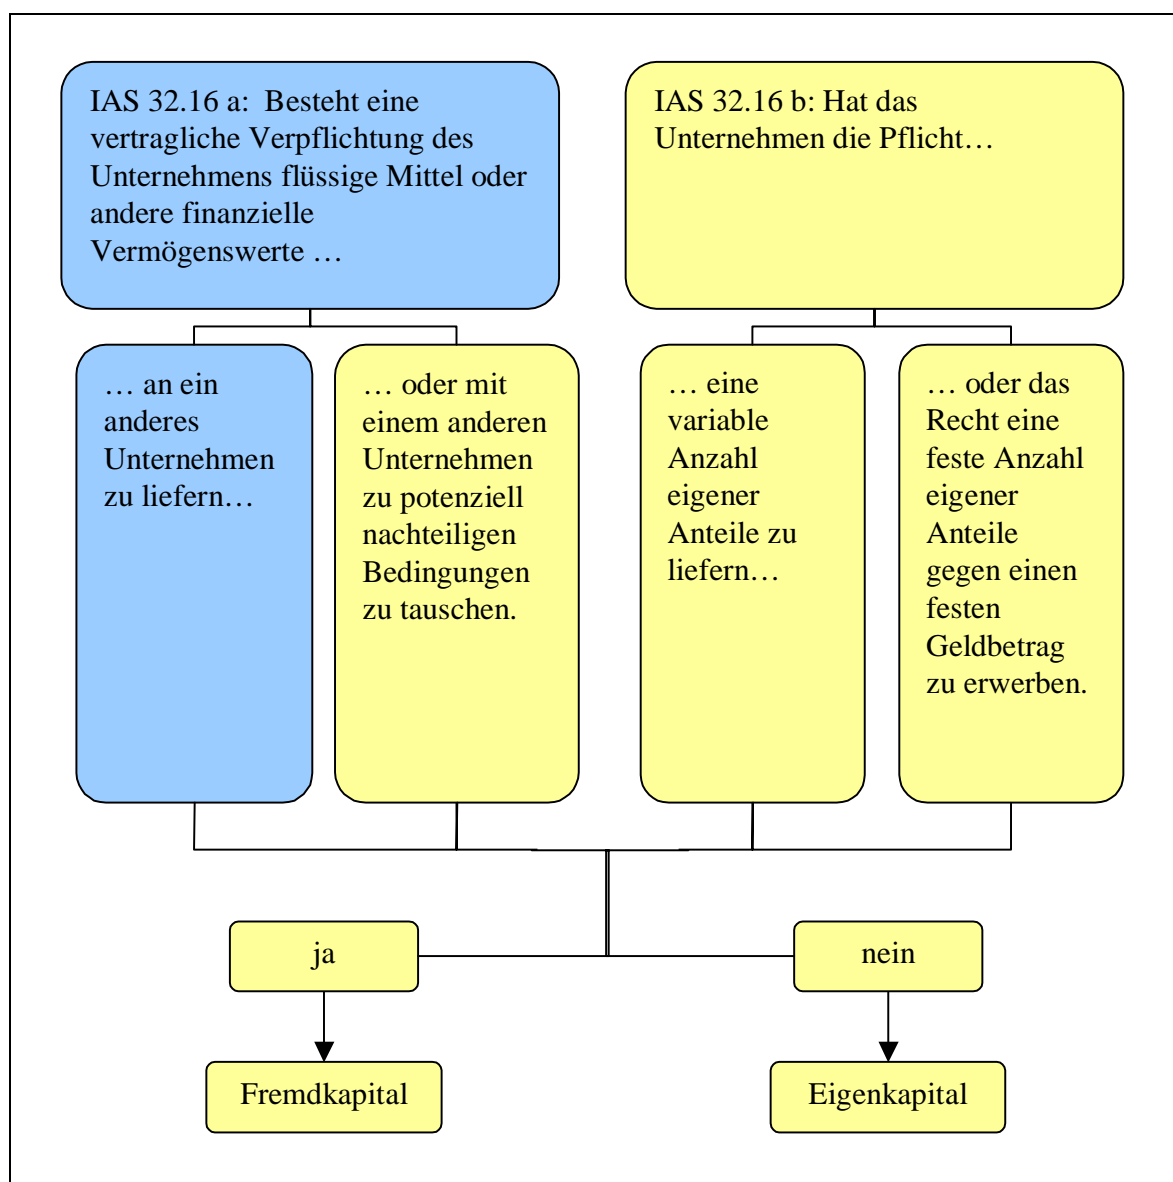 IAS 32.16 a:  Besteht eine
vertragliche Verpflichtung des
Unternehmens flüssige Mittel oder
andere finanzielle
Vermögenswerte …
IAS 32.16 b: Hat das
Unternehmen die Pflicht…
… an ein
anderes
Unternehmen
zu liefern…
… oder mit
einem anderen
Unternehmen
zu potenziell
nachteiligen
Bedingungen
zu tauschen.
… eine
variable
Anzahl
eigener
Anteile zu
liefern…
… oder das
Recht eine
feste Anzahl
eigener
Anteile
gegen einen
festen
Geldbetrag
zu erwerben.
ja
nein
Fremdkapital
Eigenkapital